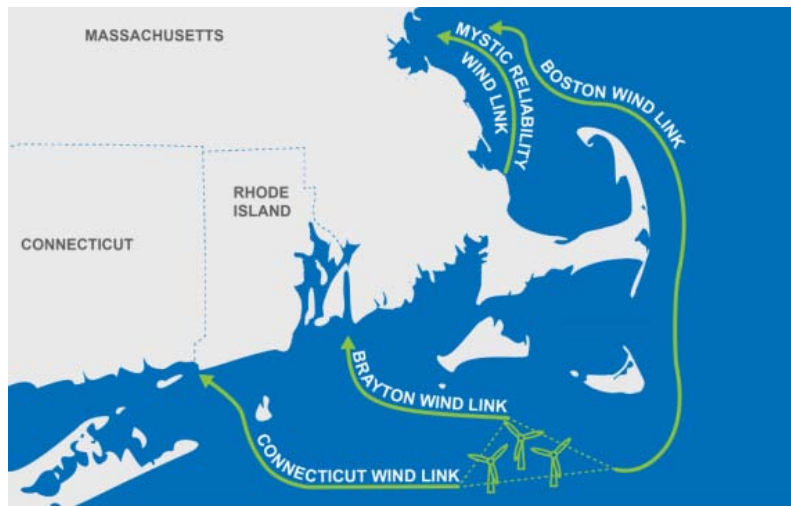 MASSACHUSETTS
MYSTIC RELIABILITY
WIND LINK
BOSTON WIND LINK
RHODE
ISLAND
CONNECTICUT
BRAYTON WIND LINK
CONNECTICUT WIND LINK